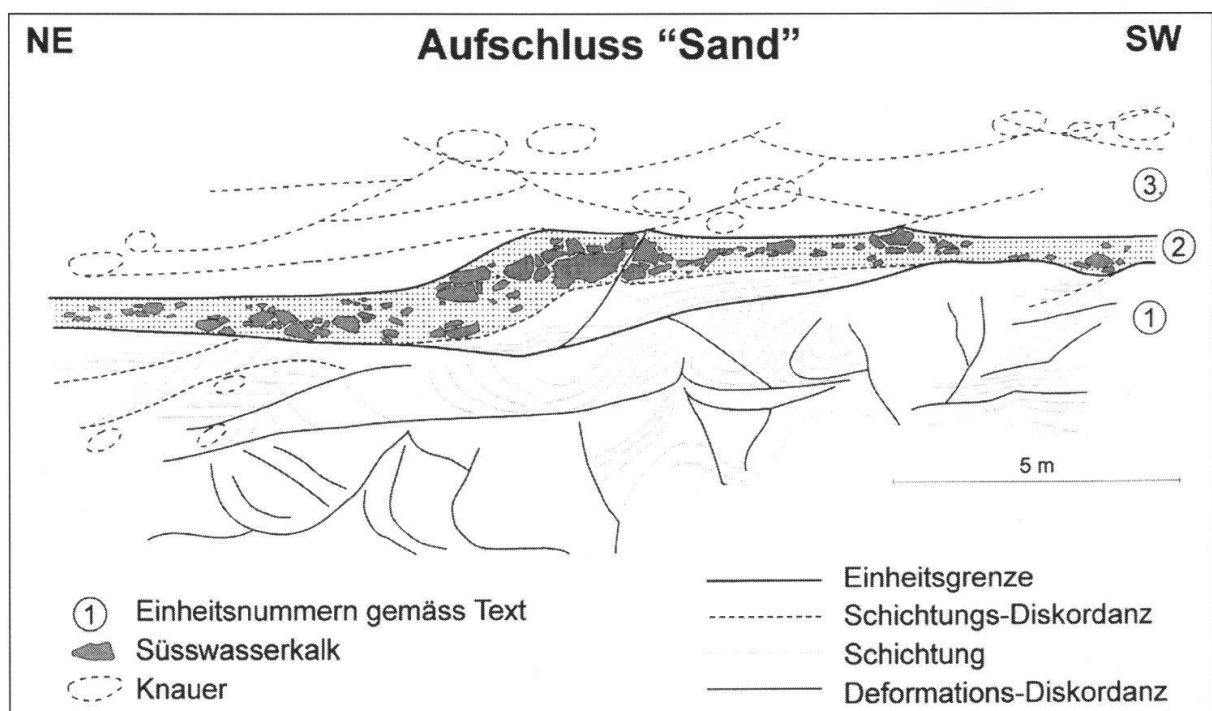 NE Aufschluss “Sand” SW
3
2
1
5 m
1 Einheitsnummern gemäss Text
Süsswasserkalk
Knauer
Einheitsgrenze
Schichtungs-Diskordanz
Schichtung
Deformations-Diskordanz